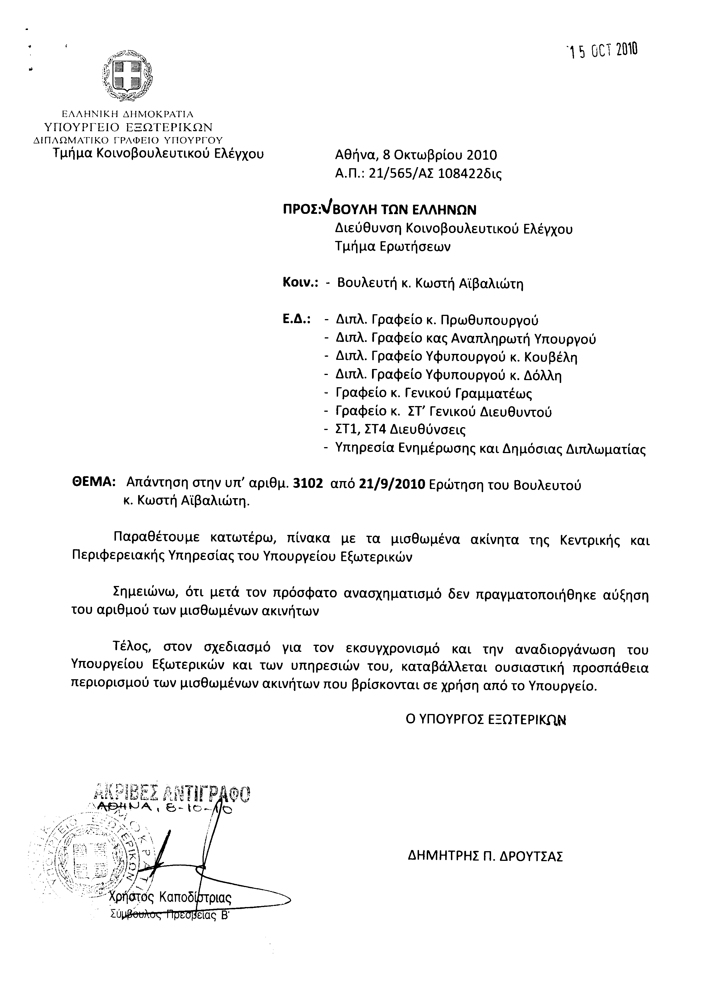 15 OCT 2010
ΕΛΛΗΝΙΚΗ ΔΗΜΟΚΡΑΤΙΑ
ΥΠΟΥΡΓΕΙΟ ΕΞΩΤΕΡΙΚΩΝ
ΔΙΠΛΩΜΑΤΙΚΟ ΓΡΑΦΕΙΟ ΥΠΟΥΡΓΟΥ
Τμήμα Κοινοβουλευτικού Ελέγχου
Αθήνα, 8 Οκτωβρίου 2010
Α.Π.: 21/565/ΑΣ 108422δις
ΠΡΟΣ: ΒΟΥΛΗ ΤΩΝ ΕΛΛΗΝΩΝ
Διεύθυνση Κοινοβουλευτικού Ελέγχου
Τμήμα Ερωτήσεων
Κοιν.: - Βουλευτή κ. Κωστή Αϊβαλιώτη
Ε.Δ.: - Διπλ. Γραφείο κ. Πρωθυπουργού
- Διπλ. Γραφείο κας Αναπληρωτή Υπουργού
- Διπλ. Γραφείο Υφυπουργού κ. Κουβέλη
- Διπλ. Γραφείο Υφυπουργού κ. Δόλλη
- Γραφείο κ. Γενικού Γραμματέως
- Γραφείο κ. ΣΤ’ Γενικού Διευθυντού
- ΣΤ1, ΣΤ4 Διευθύνσεις
- Υπηρεσία Ενημέρωσης και Δημόσιας Διπλωματίας
ΘΕΜΑ: Απάντηση στην υπ’ αριθμ. 3102 από 21/9/2010 Ερώτηση του Βουλευτού
κ. Κωστή Αϊβαλιώτη.
Παραθέτουμε κατωτέρω, πίνακα με τα μισθωμένα ακίνητα της Κεντρικής και
Περιφερειακής Υπηρεσίας του Υπουργείου Εξωτερικών
Σημειώνω, ότι μετά τον πρόσφατο ανασχηματισμό δεν πραγματοποιήθηκε αύξηση
του αριθμού των μισθωμένων ακινήτων
Τέλος, στον σχεδιασμό για τον εκσυγχρονισμό και την αναδιοργάνωση του
Υπουργείου Εξωτερικών και των υπηρεσιών του, καταβάλλεται ουσιαστική προσπάθεια
περιορισμού των μισθωμένων ακινήτων που βρίσκονται σε χρήση από το Υπουργείο.
Ο ΥΠΟΥΡΓΟΣ ΕΞΩΤΕΡΙΚΩΝ
ΑΚΡΙΒΕΣ ΑΝΤΙΓΡΑΦΟ
ΑΘΗΝΑ, 8-10-10
ΥΠΟΥΡΓΕΙΟ ΕΞΩΤΕΡΙΚΩΝ
ΔΗΜΗΤΡΗΣ Π. ΔΡΟΥΤΣΑΣ
Χρήστος Καποδίστριας
Σύμβουλος Πρεσβείας Β'